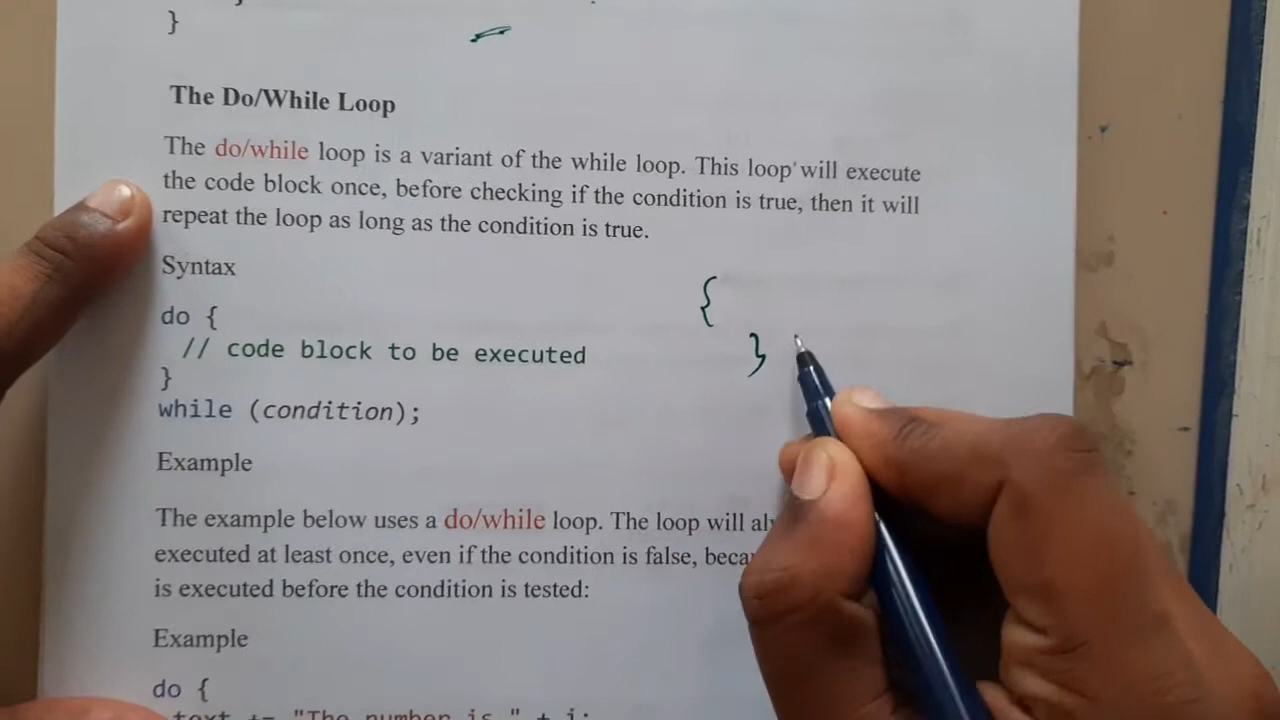 }
The Do/While Loop
The do/while loop is a variant of the while loop. This loop will execute
the code block once, before checking if the condition is true, then it will
repeat the loop as long as the condition is true.
Syntax
do {
// code block to be executed
}
while (condition);
{
}
Example
The example below uses a do/while loop. The loop will
executed at least once, even if the condition is false,
is executed before the condition is tested:
Example
do {
text += "The number is " + i;